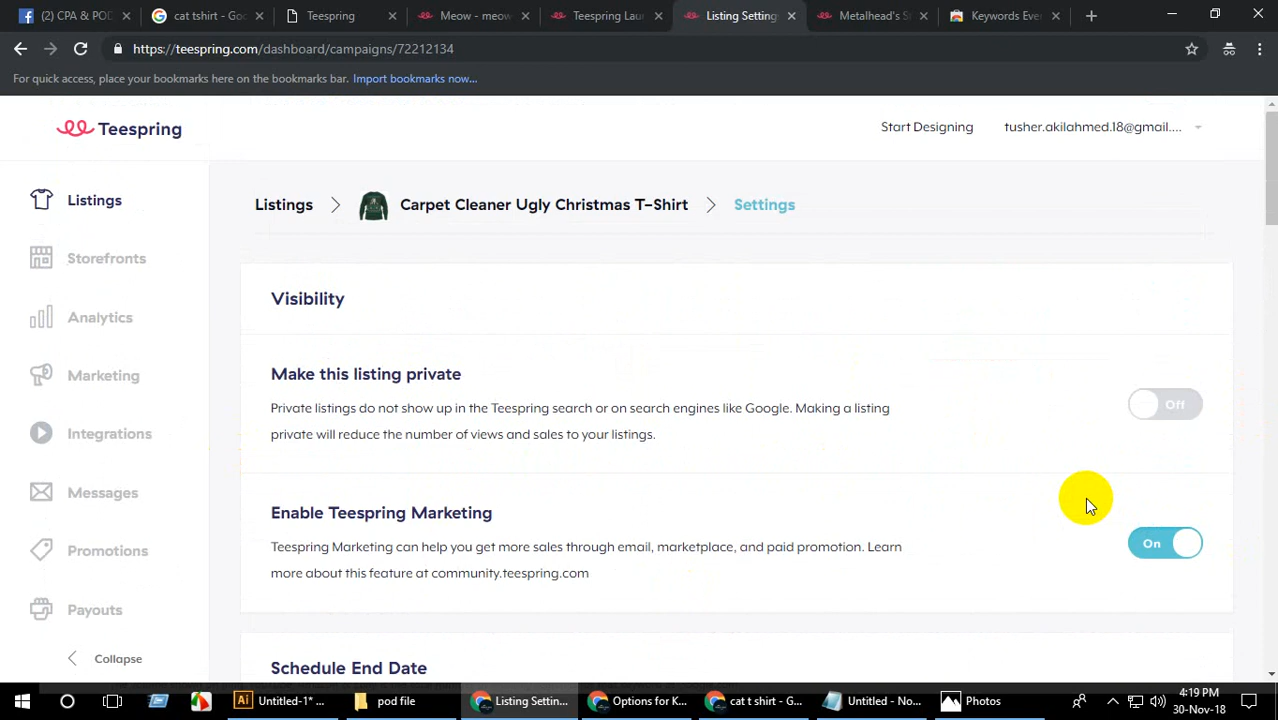 (2) CPA & POD
cat tshirt - Goo
Teespring
Meow - meow
Teespring Lau
Listing Setting
Metalhead's S
Keywords Eve
https://teespring.com/dashboard/campaigns/72212134
For quick access, place your bookmarks here on the bookmarks bar. Import bookmarks now...
Teespring
Start Designing
tusher.akilahmed.18@gmail....
Listings
Storefronts
Analytics
Marketing
Integrations
Messages
Promotions
Payouts
Collapse
Listings > Carpet Cleaner Ugly Christmas T-Shirt > Settings
Visibility
Make this listing private
Private listings do not show up in the Teespring search or on search engines like Google. Making a listing
private will reduce the number of views and sales to your listings.
Off
Enable Teespring Marketing
Teespring Marketing can help you get more sales through email, marketplace, and paid promotion. Learn
more about this feature at community.teespring.com
On
Schedule End Date
Untitled-1* ...
pod file
Listing Settin...
Options for K...
cat t shirt - G...
Untitled - No...
Photos
4:19 PM
30-Nov-18